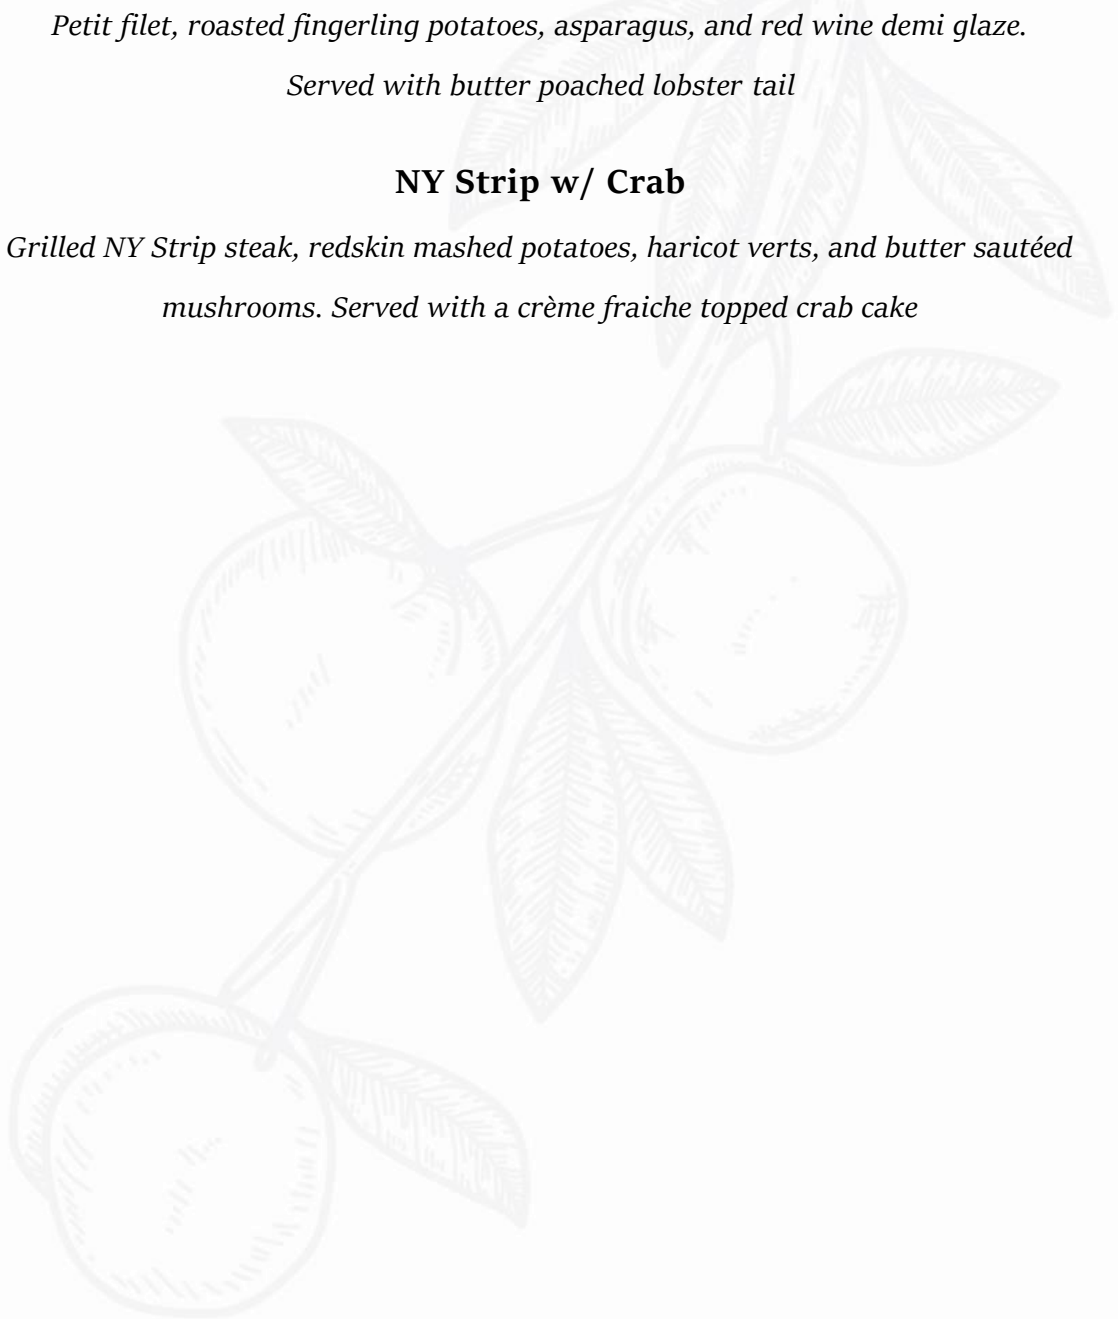 Petit filet, roasted fingerling potatoes, asparagus, and red wine demi glaze.
Served with butter poached lobster tail
NY Strip w/ Crab
Grilled NY Strip steak, redskin mashed potatoes, haricot verts, and butter sautéed
mushrooms. Served with a crème fraiche topped crab cake